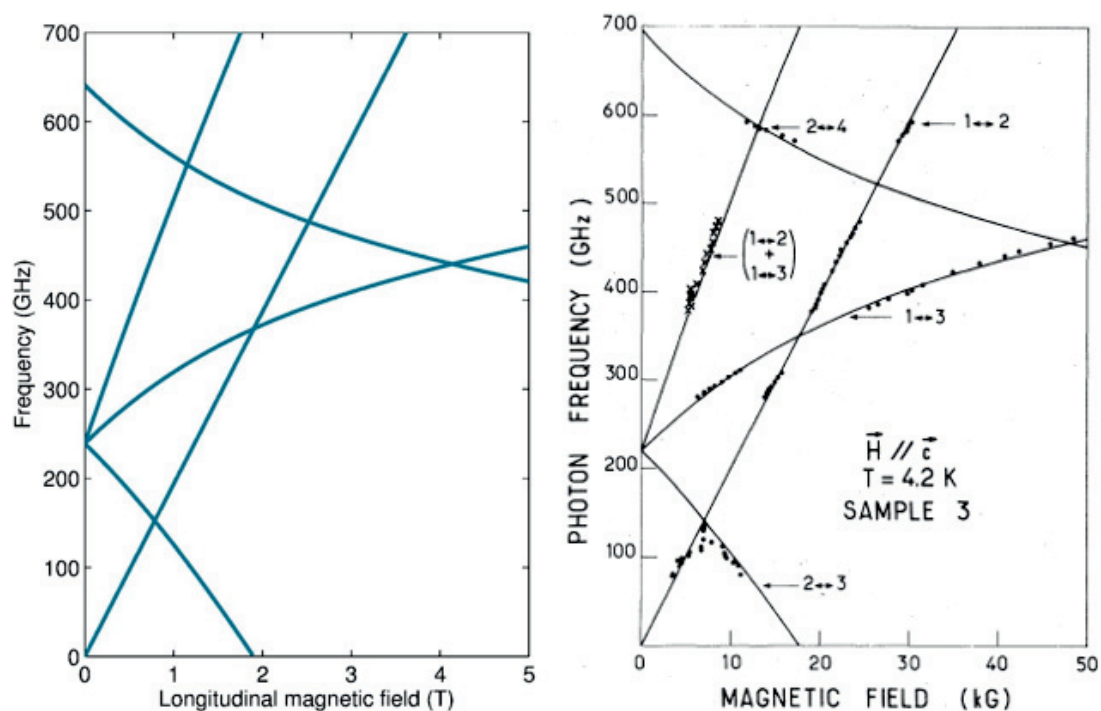 700
600
500
400
300
200
100
0
Frequency (GHz)
0 1 2 3 4 5
Longitudinal magnetic field (T)
700
600
500
400
300
200
100
0
PHOTON FREQUENCY (GHz)
2↔4
1↔2
(1↔2
+
1↔3)
1↔3
H // c
T = 4.2 K
SAMPLE 3
2↔3
0 10 20 30 40 50
MAGNETIC FIELD (kG)